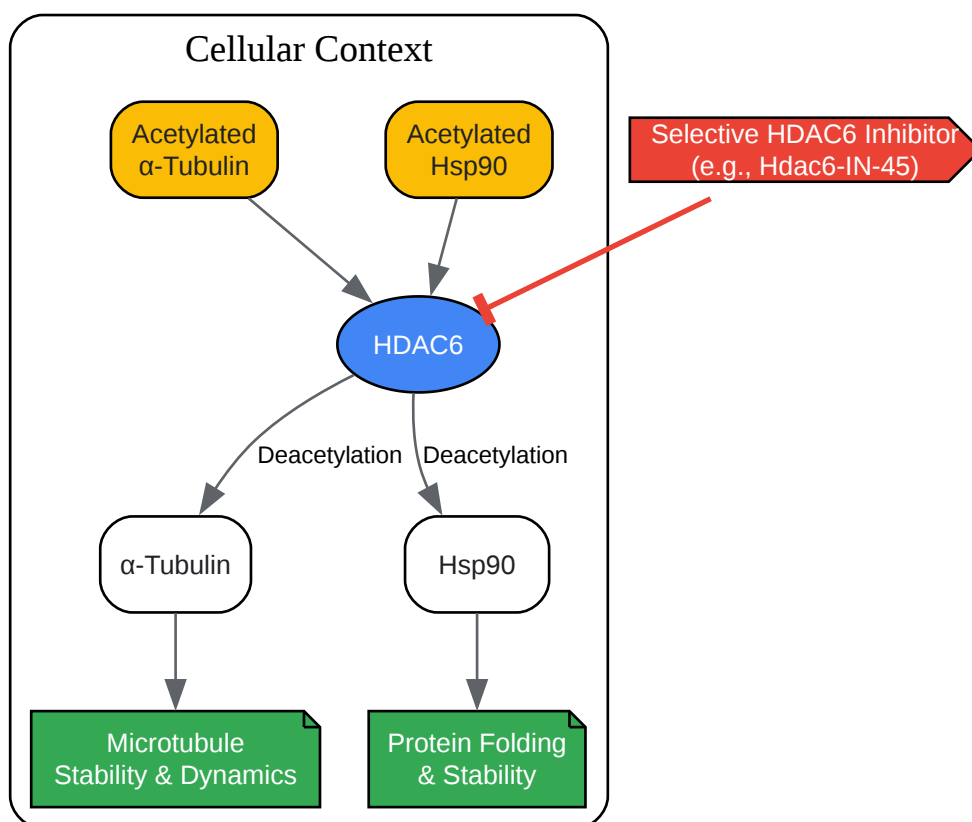 Cellular Context
Acetylated
α-Tubulin
Acetylated
Hsp90
Selective HDAC6 Inhibitor
(e.g., Hdac6-IN-45)
HDAC6
Deacetylation
Deacetylation
α-Tubulin
Hsp90
Microtubule
Stability & Dynamics
Protein Folding
& Stability